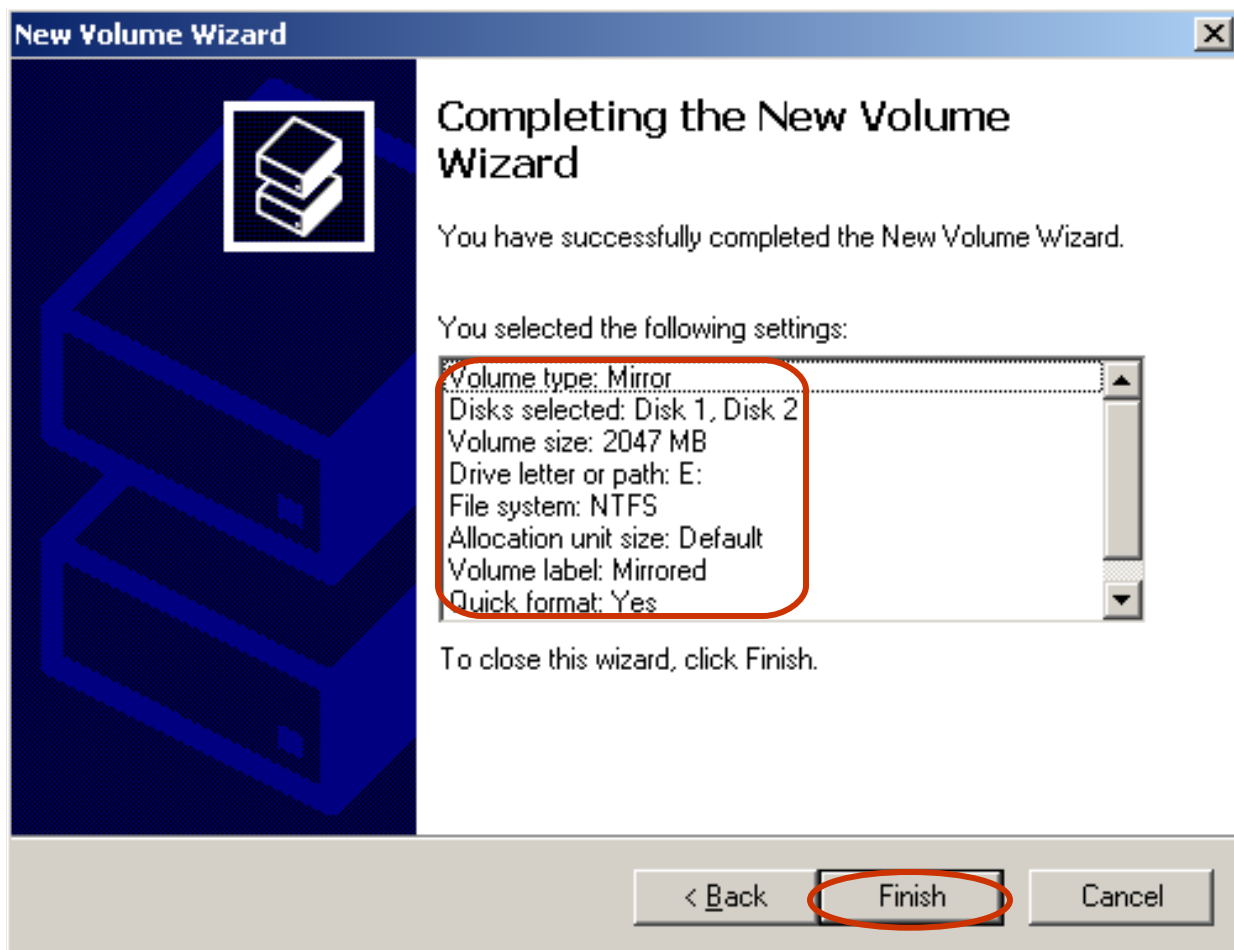 New Volume Wizard
Completing the New Volume
Wizard
You have successfully completed the New Volume Wizard.
You selected the following settings:
Volume type: Mirror
Disks selected: Disk 1, Disk 2
Volume size: 2047 MB
Drive letter or path: E:
File system: NTFS
Allocation unit size: Default
Volume label: Mirrored
Quick format: Yes
To close this wizard, click Finish.
< Back
Finish
Cancel